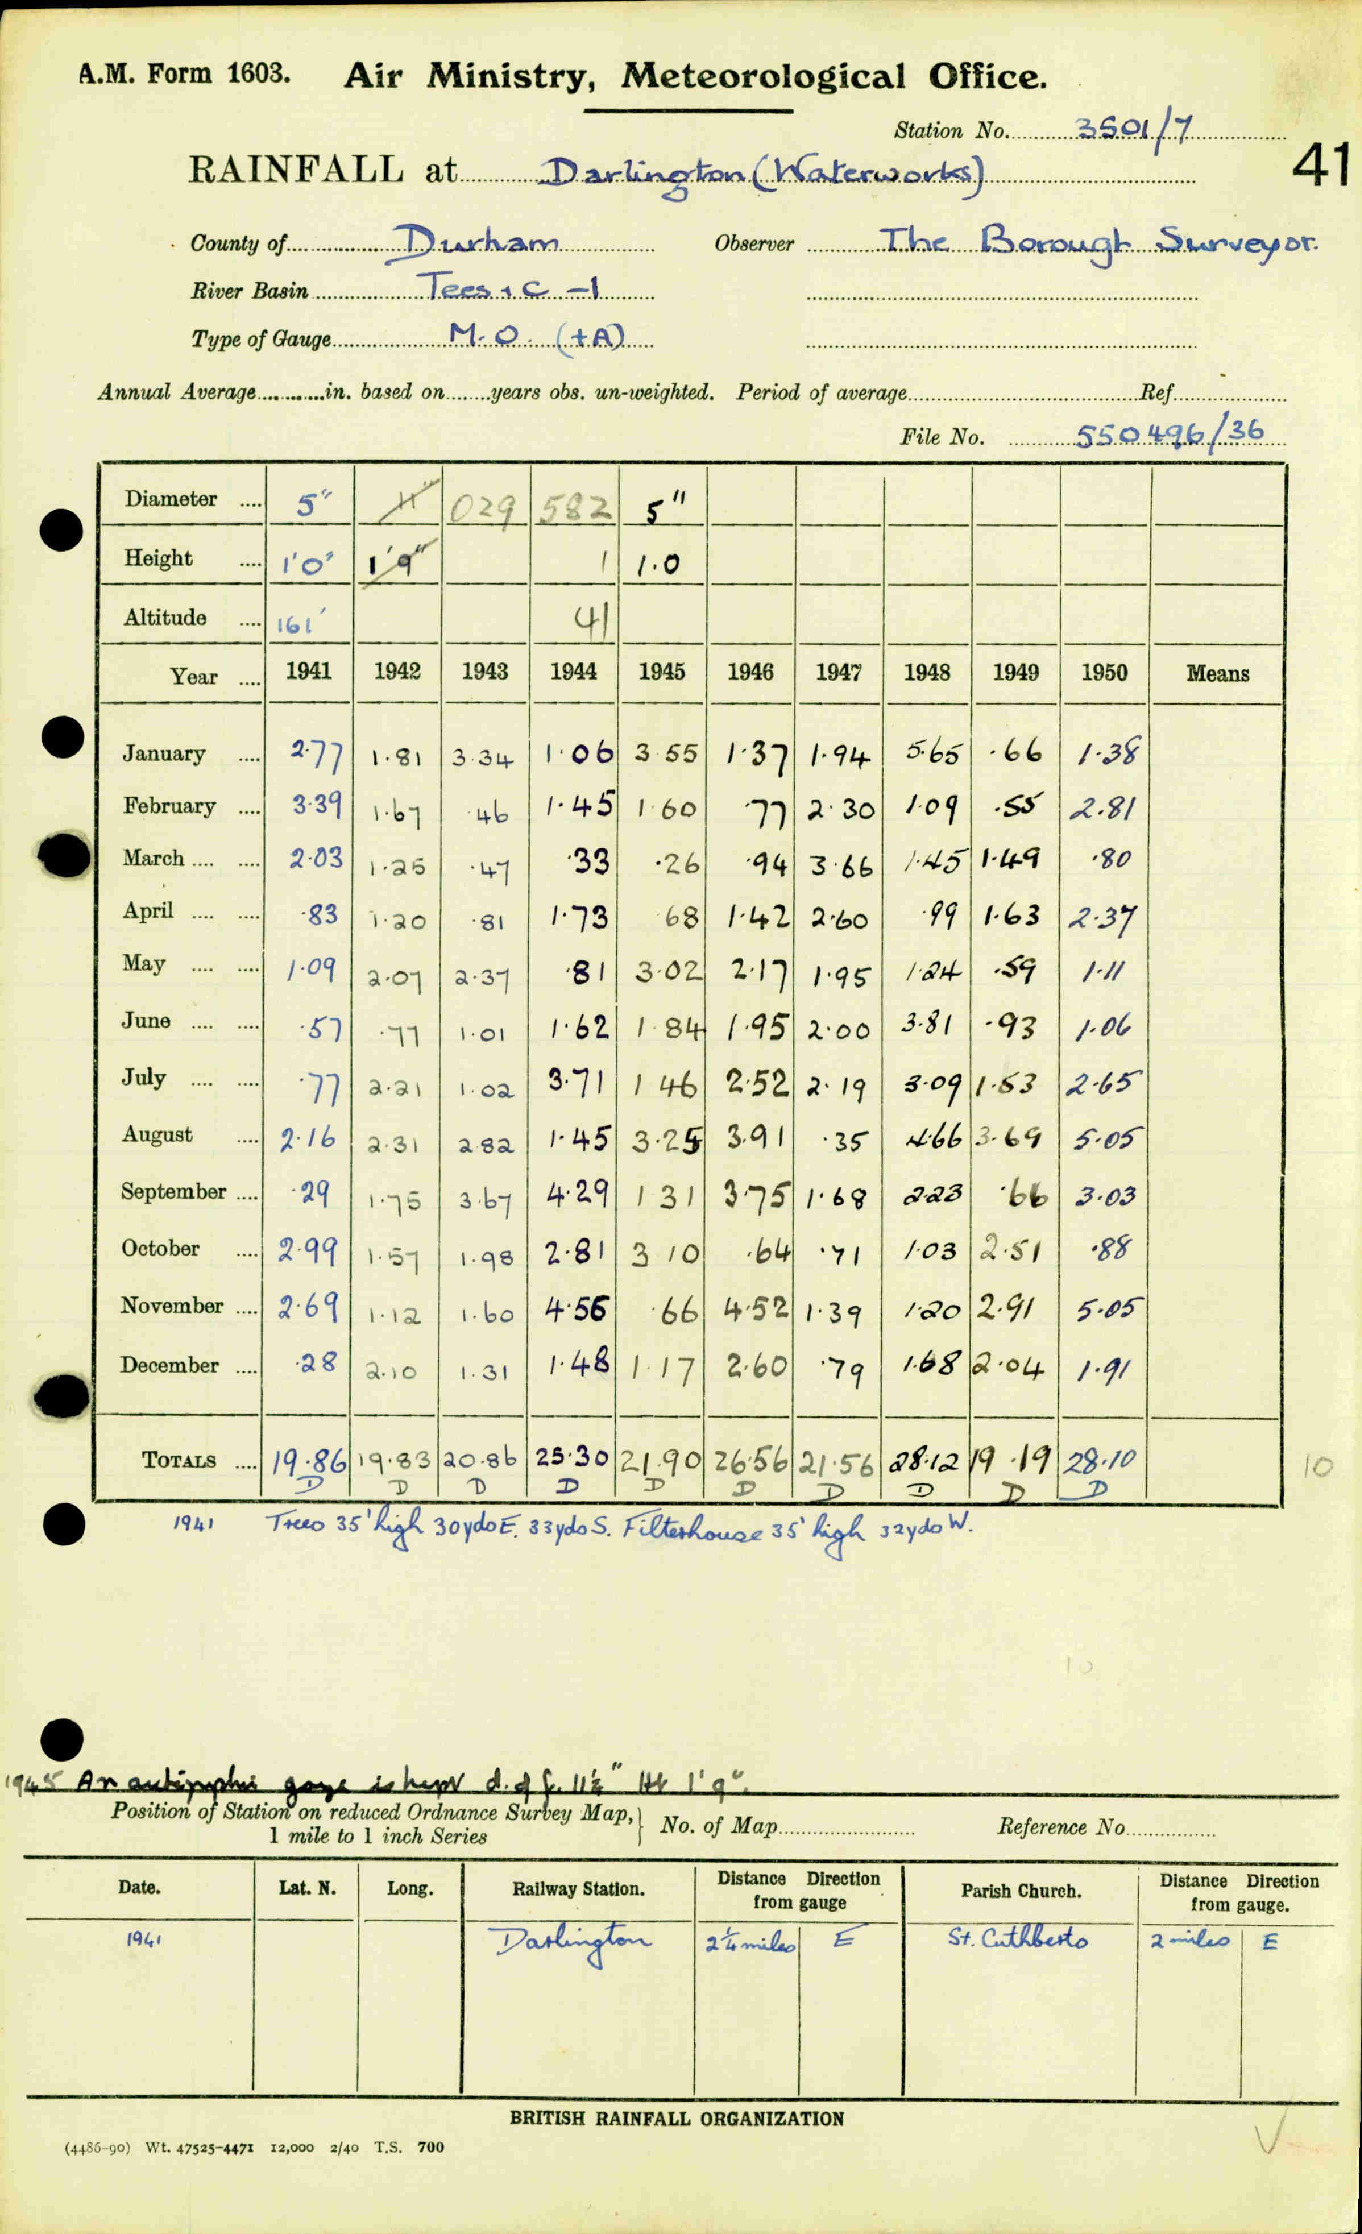 A.M. Form 1603. Air Ministry, Meteorological Office.
Station No. 3501/7
41
RAINFALL at Darlington (Waterworks)
County of Durham Observer The Borough Surveyor.
River Basin Tees + C -1
Type of Gauge M.O. (+A)
Annual Average in. based on years obs. un-weighted. Period of average Ref.
File No. 550496/36
Diameter .... 5" 11" 029 582 5"
Height .... 1'0" 1'9" 1 1.0
Altitude .... 161' 41
Year .... 1941 1942 1943 1944 1945 1946 1947 1948 1949 1950 Means
January .... 2.77 1.81 3.34 1.06 3.55 1.37 1.94 5.65 .66 1.38
February .... 3.39 1.67 .46 1.45 1.60 .77 2.30 1.09 .55 2.81
March .... .... 2.03 1.25 .47 .33 .26 .94 3.66 1.45 1.49 .80
April .... .... .83 1.20 .81 1.73 68 1.42 2.60 .99 1.63 2.37
May .... .... 1.09 2.07 2.37 .81 3.02 2.17 1.95 1.24 .59 1.11
June .... .... .57 .77 1.01 1.62 1.84 1.95 2.00 3.81 .93 1.06
July .... .... .77 2.21 1.02 3.71 1 46 2.52 2.19 3.09 1.53 2.65
August .... 2.16 2.31 2.82 1.45 3.25 3.91 .35 4.66 3.69 5.05
September .... .29 1.75 3.67 4.29 1 31 3.75 1.68 2.23 .66 3.03
October .... 2.99 1.57 1.98 2.81 3 10 .64 .71 1.03 2.51 .88
November .... 2.69 1.12 1.60 4.56 .66 4.52 1.39 1.20 2.91 5.05
December .... .28 2.10 1.31 1.48 1.17 2.60 .79 1.68 2.04 1.91
TOTALS .... 19.86 19.83 20.86 25.30 21.90 26.56 21.56 28.12 19.19 28.10 10
D D D D D D D D D D
1941 Trees 35' high 30yds E. 33yds S. Filterhouse 35' high 32yds W.
10
1945 An gauge is kept d. of f. 11½" Ht 1'9".
Position of Station on reduced Ordnance Survey Map, } No. of Map Reference No.
1 mile to 1 inch Series
Date. Lat. N. Long. Railway Station. Distance from gauge Direction Parish Church. Distance from gauge. Direction
1941 Darlington 2¼ miles E St. Cuthberts 2 miles E
BRITISH RAINFALL ORGANIZATION
(4486-90) Wt. 47525-4471 12,000 2/40 T.S. 700